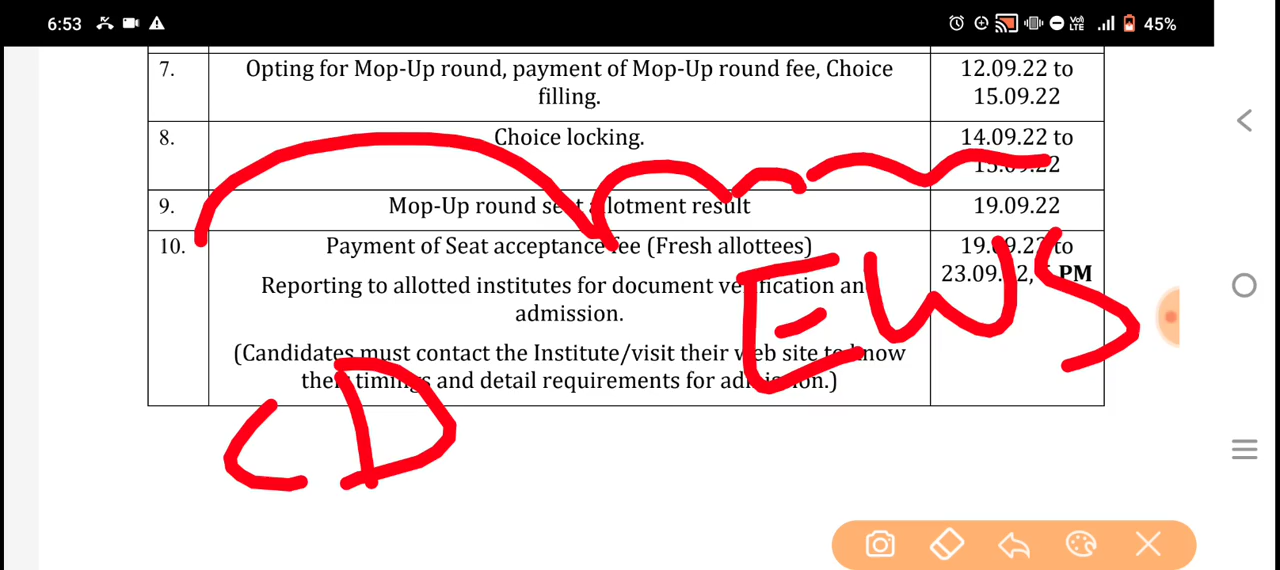 6:53 45%
7. Opting for Mop-Up round, payment of Mop-Up round fee, Choice 12.09.22 to
filling. 15.09.22
8. Choice locking. 14.09.22 to
15.09.22
9. Mop-Up round seat allotment result 19.09.22
10. Payment of Seat acceptance fee (Fresh allottees) 19.09.22 to
Reporting to allotted institutes for document verification and 23.09.22, PM
admission.
(Candidates must contact the Institute/visit their web site to know
their timings and detail requirements for admission.)
EWS
CD